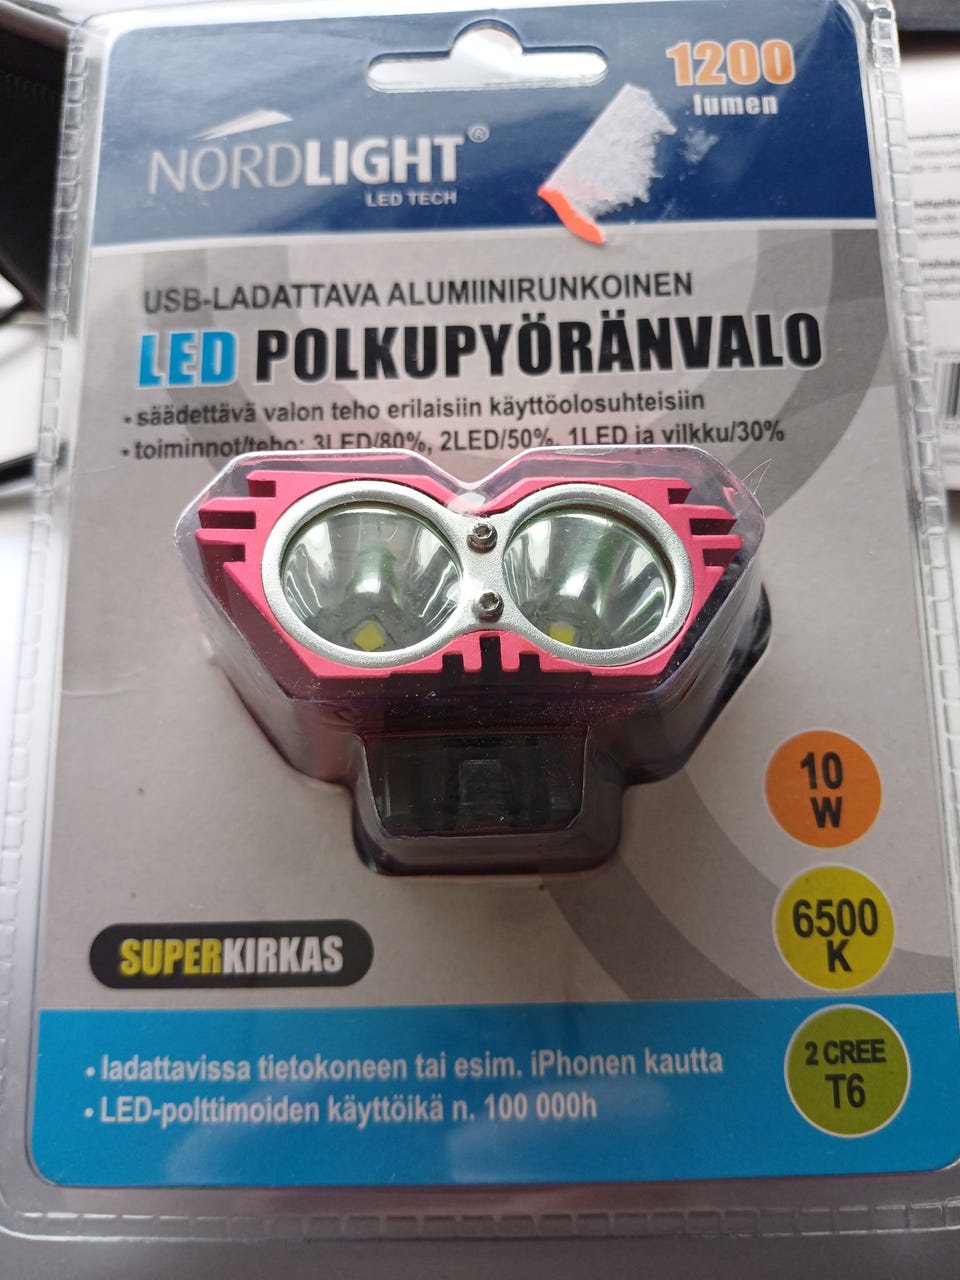 1200
lumen
NORDLIGHT®
LED TECH
USB-LADATTAVA ALUMIINIRUNKOINEN
LED POLKUPYÖRÄNVALO
• säädettävä valon teho erilaisiin käyttöolosuhteisiin
• toiminnot/teho: 3LED/80%, 2LED/50%, 1LED ja vilkku/30%
10
W
6500
K
SUPERKIRKAS
2 CREE
T6
• ladattavissa tietokoneen tai esim. iPhonen kautta
• LED-polttimoiden käyttöikä n. 100 000h